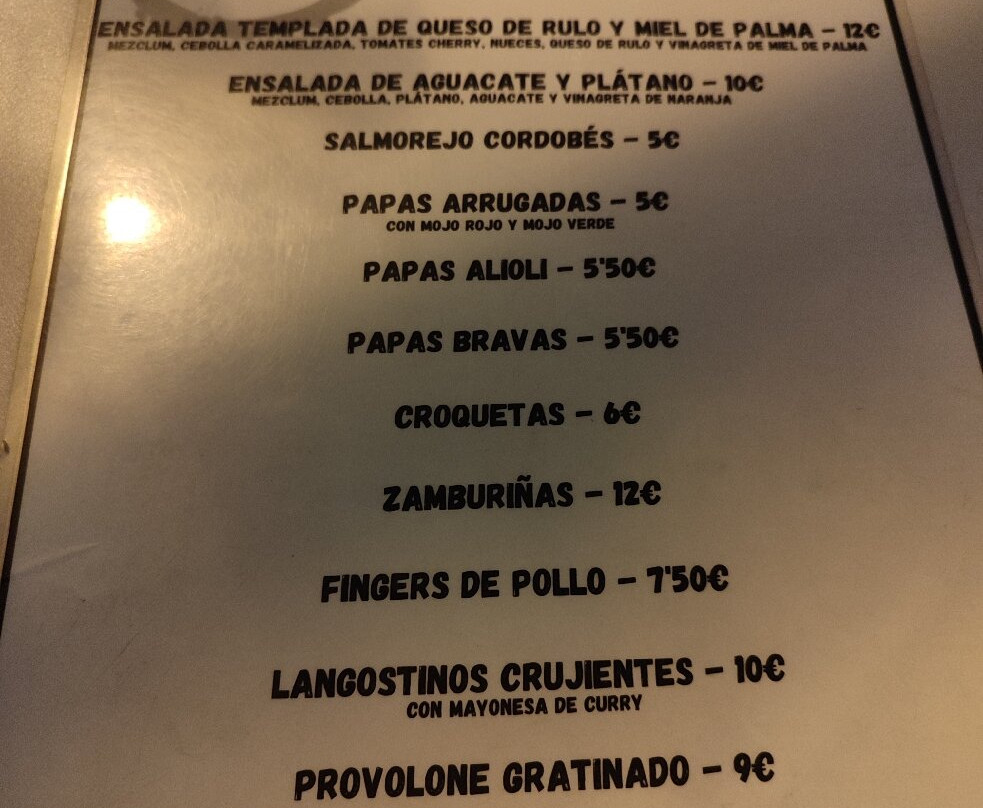 ENSALADA TEMPLADA DE QUESO DE RULO Y MIEL DE PALMA – 12€
MEZCLUM, CEBOLLA CARAMELIZADA, TOMATES CHERRY, NUECES, QUESO DE RULO Y VINAGRETA DE MIEL DE PALMA
ENSALADA DE AGUACATE Y PLÁTANO – 10€
MEZCLUM, CEBOLLA, PLÁTANO, AGUACATE Y VINAGRETA DE NARANJA
SALMOREJO CORDOBÉS – 5€
PAPAS ARRUGADAS – 5€
CON MOJO ROJO Y MOJO VERDE
PAPAS ALIOLI – 5'50€
PAPAS BRAVAS – 5'50€
CROQUETAS – 6€
ZAMBURIÑAS – 12€
FINGERS DE POLLO – 7'50€
LANGOSTINOS CRUJIENTES – 10€
CON MAYONESA DE CURRY
PROVOLONE GRATINADO – 9€